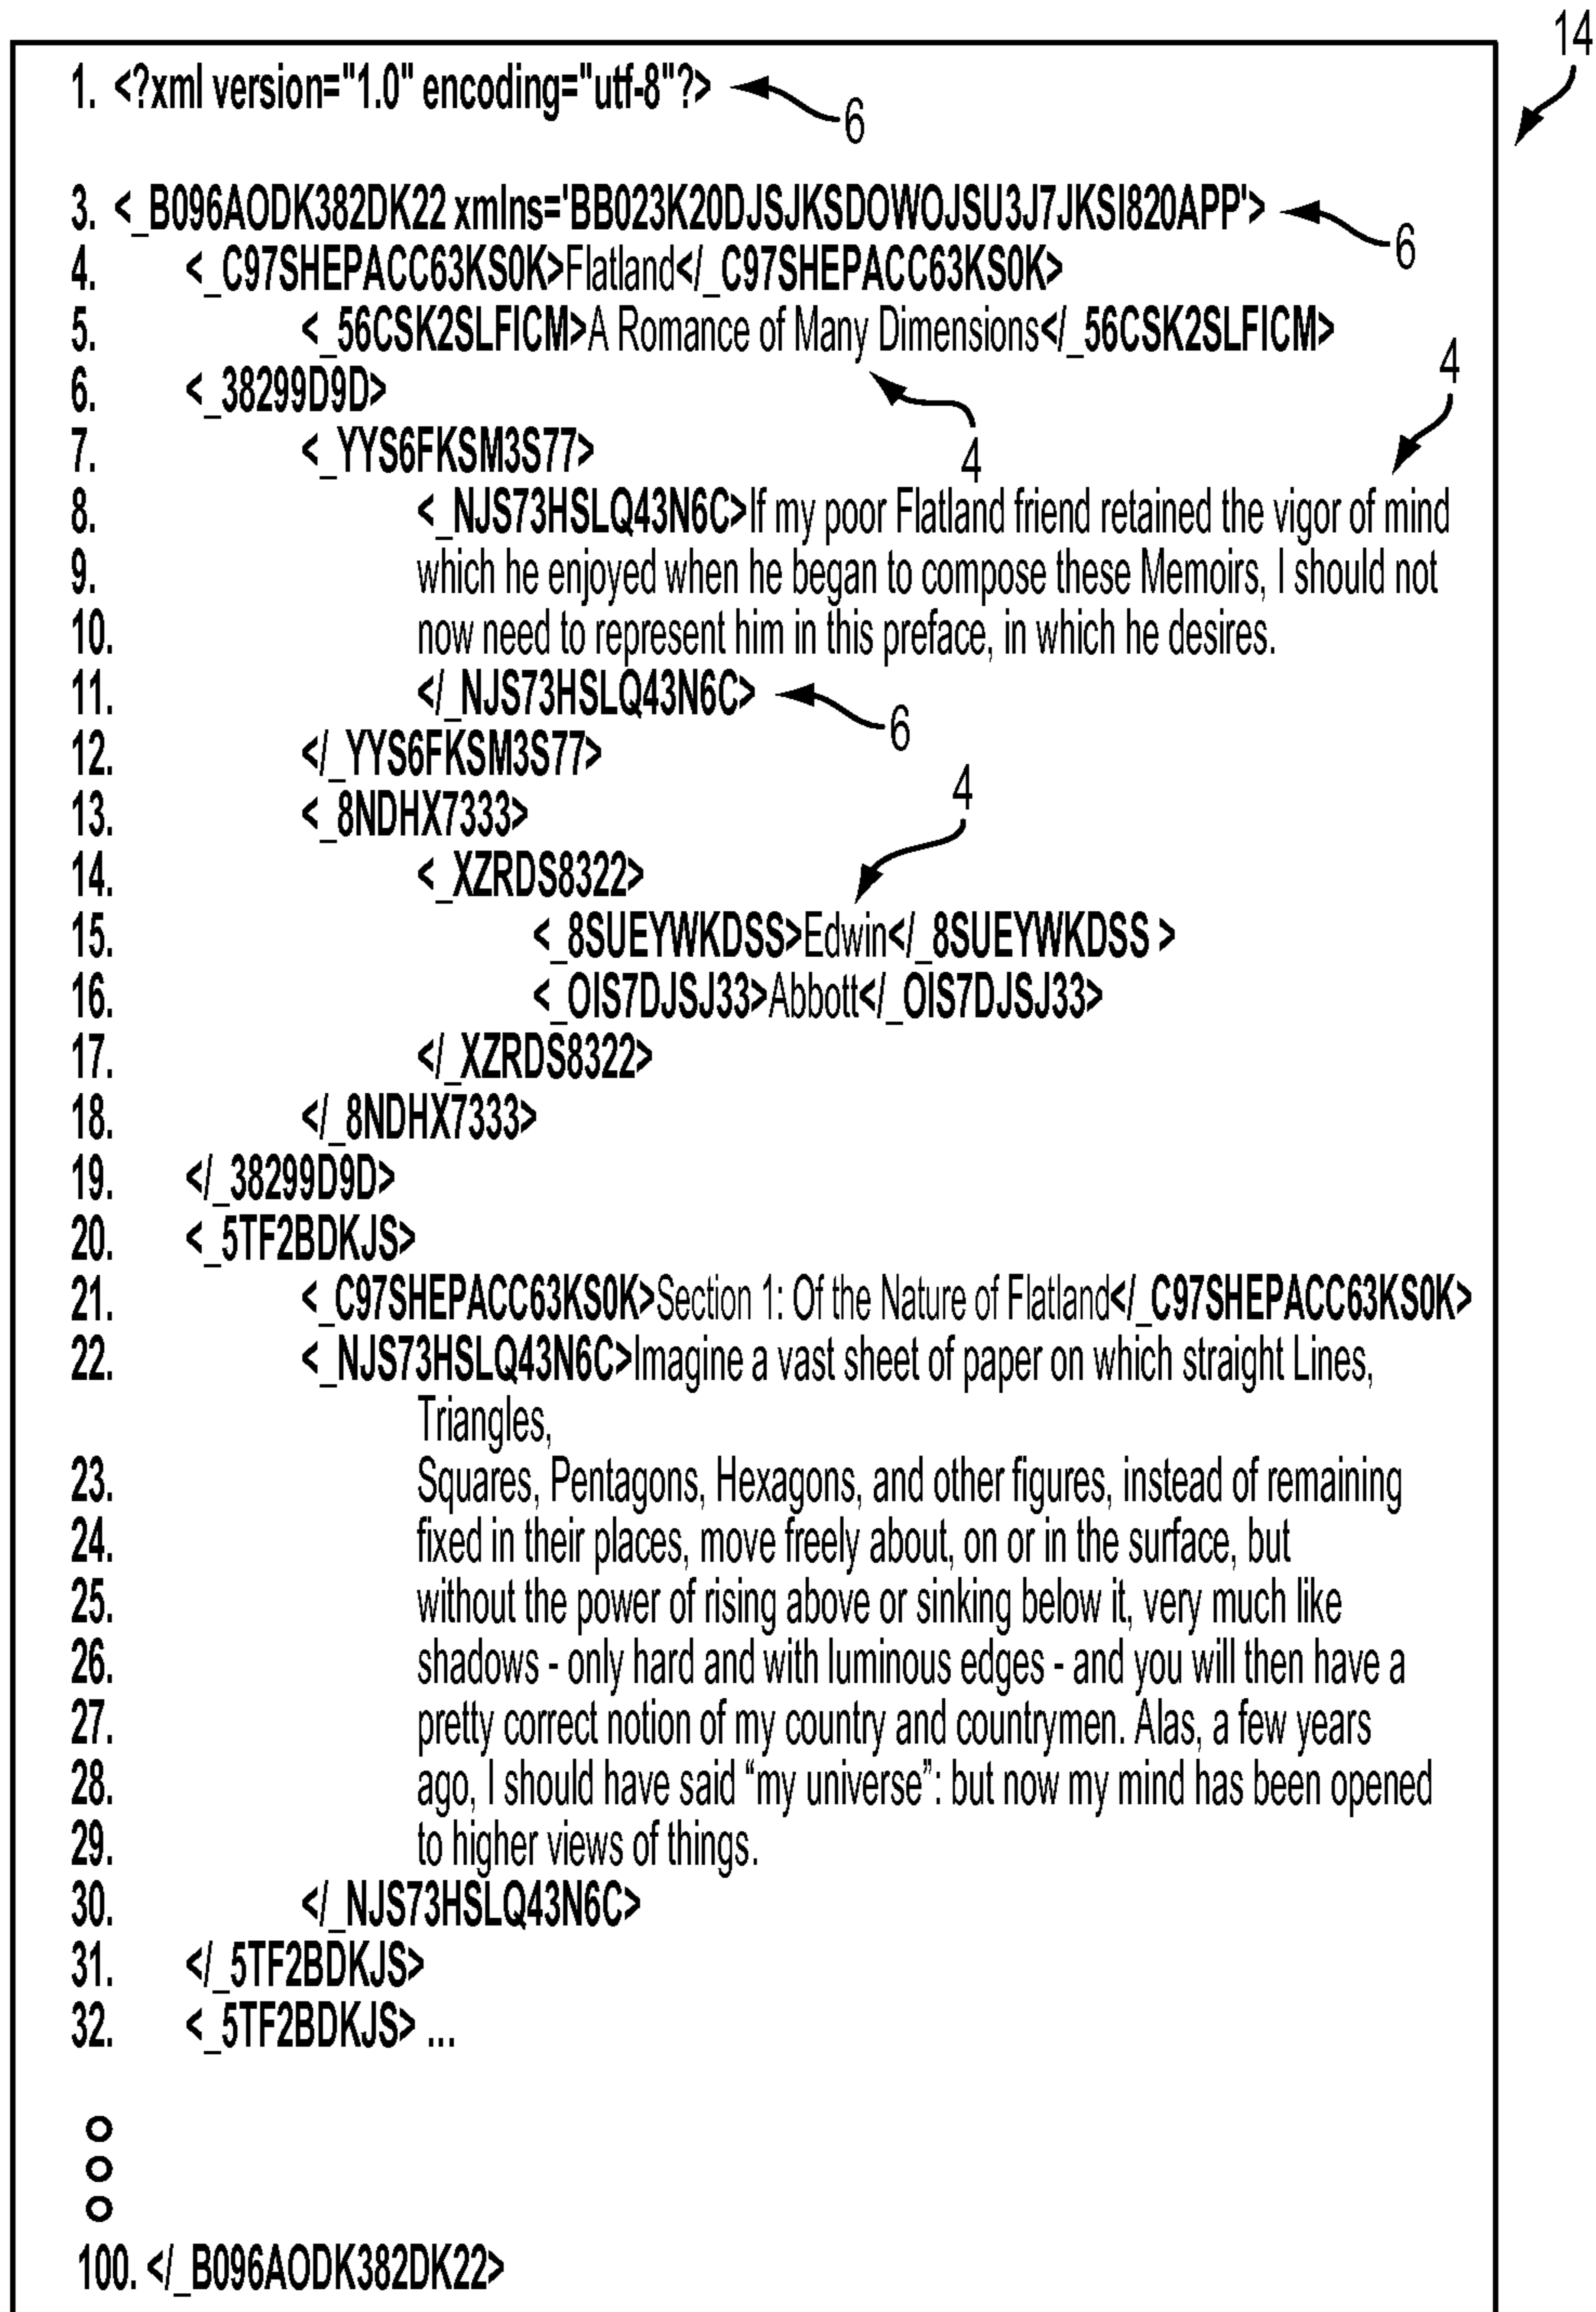 14
1. <?xml version="1.0" encoding="utf-8"?>
6
3. <_B096AODK382DK22 xmlns='BB023K20DJSJKSDOWOJSU3J7JKSI820APP'>
6
4. <_C97SHEPACC63KS0K>Flatland</_C97SHEPACC63KS0K>
5. <_56CSK2SLFICM>A Romance of Many Dimensions</_56CSK2SLFICM>
4
4
6. <_38299D9D>
7. <_YYS6FKSM3S77>
8. <_NJS73HSLQ43N6C>If my poor Flatland friend retained the vigor of mind
9. which he enjoyed when he began to compose these Memoirs, I should not
10. now need to represent him in this preface, in which he desires.
11. </_NJS73HSLQ43N6C>
6
12. </_YYS6FKSM3S77>
4
13. <_8NDHX7333>
14. <_XZRDS8322>
15. <_8SUEYWKDSS>Edwin</_8SUEYWKDSS >
16. <_OIS7DJSJ33>Abbott</_OIS7DJSJ33>
17. </_XZRDS8322>
18. </_8NDHX7333>
19. </_38299D9D>
20. <_5TF2BDKJS>
21. <_C97SHEPACC63KS0K>Section 1: Of the Nature of Flatland</_C97SHEPACC63KS0K>
22. <_NJS73HSLQ43N6C>Imagine a vast sheet of paper on which straight Lines,
Triangles,
23. Squares, Pentagons, Hexagons, and other figures, instead of remaining
24. fixed in their places, move freely about, on or in the surface, but
25. without the power of rising above or sinking below it, very much like
26. shadows - only hard and with luminous edges - and you will then have a
27. pretty correct notion of my country and countrymen. Alas, a few years
28. ago, I should have said “my universe”: but now my mind has been opened
29. to higher views of things.
30. </_NJS73HSLQ43N6C>
31. </_5TF2BDKJS>
32. <_5TF2BDKJS> ...
100. </_B096AODK382DK22>